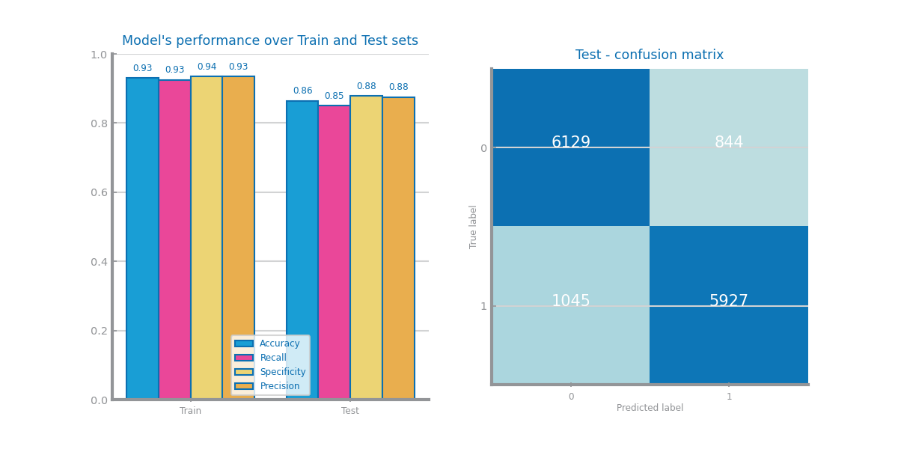 Model's performance over Train and Test sets
1.0
0.8
0.6
0.4
0.2
0.0
0.93
0.93
0.94
0.93
0.86
0.85
0.88
0.88
Accuracy
Recall
Specificity
Precision
Train
Test
Test - confusion matrix
True label
0
1
6129
844
1045
5927
0
1
Predicted label